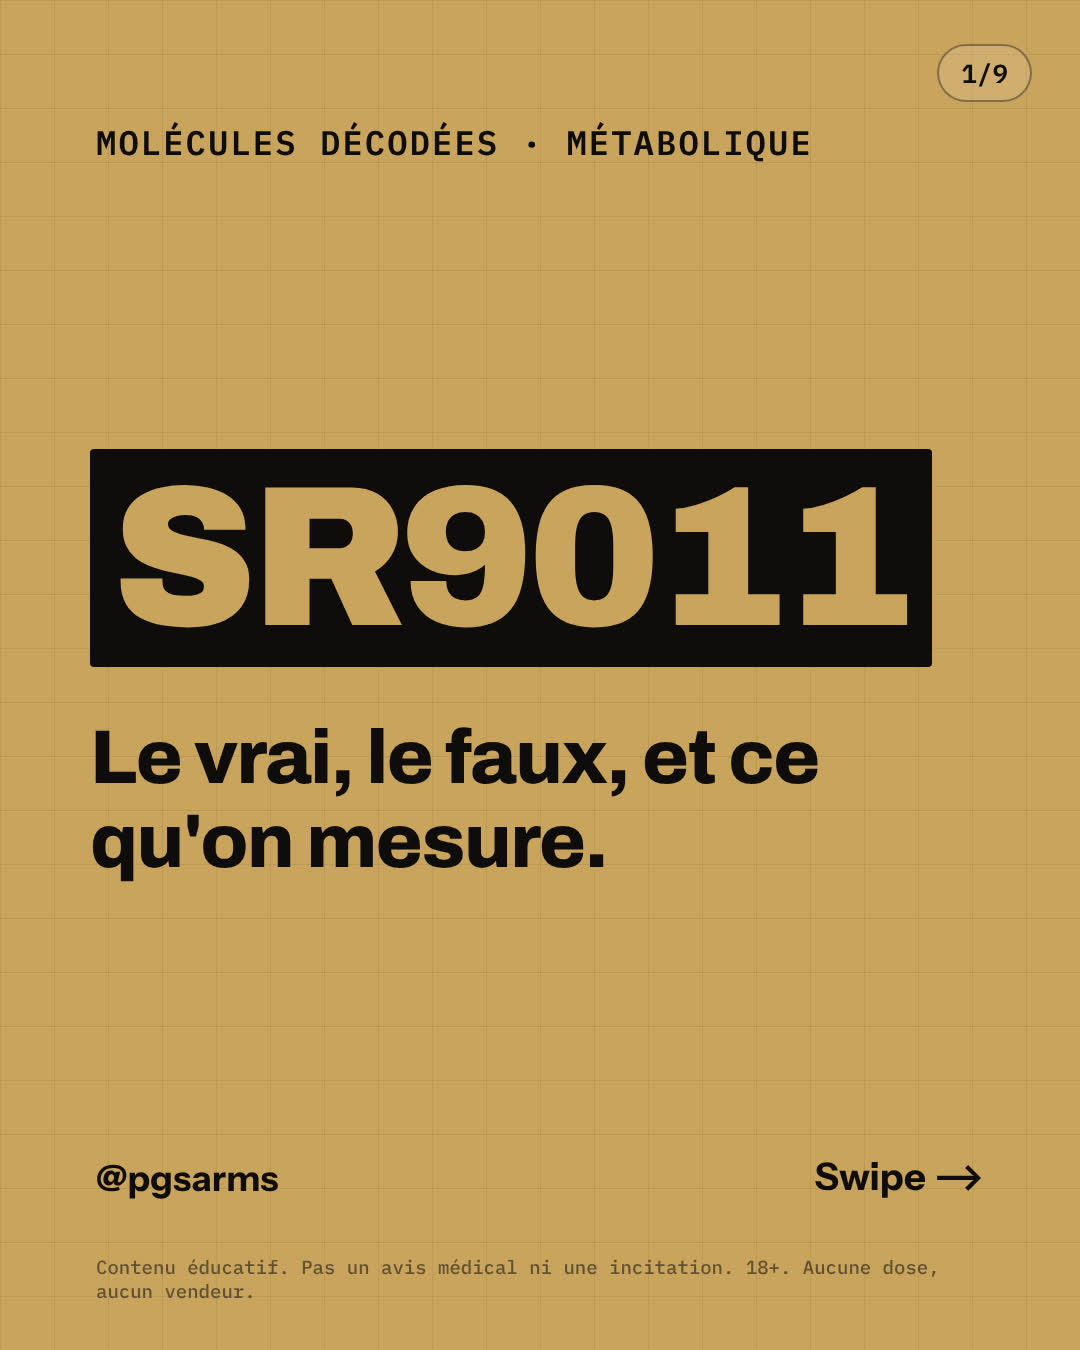 1/9
MOLÉCULES DÉCODÉES · MÉTABOLIQUE
SR9011
Le vrai, le faux, et ce
qu'on mesure.
@pgsarms
Swipe →
Contenu éducatif. Pas un avis médical ni une incitation. 18+. Aucune dose,
aucun vendeur.